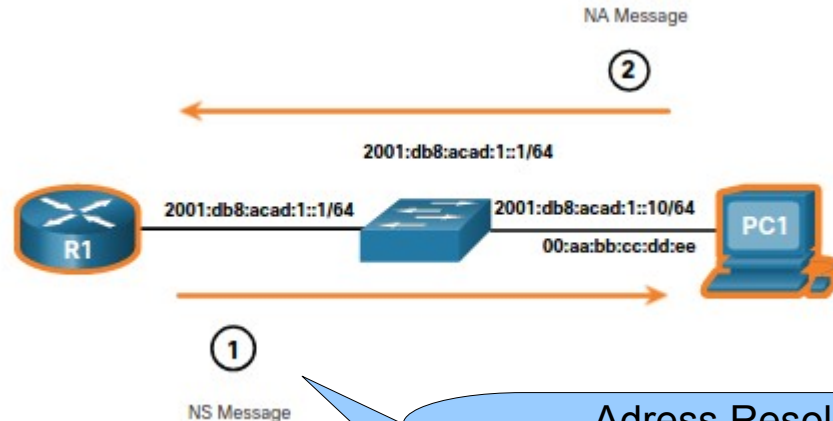 NA Message
2
2001:db8:acad:1::1/64
2001:db8:acad:1::1/64
2001:db8:acad:1::10/64
PC1
00:aa:bb:cc:dd:ee
R1
1
NS Message
Adress Resol